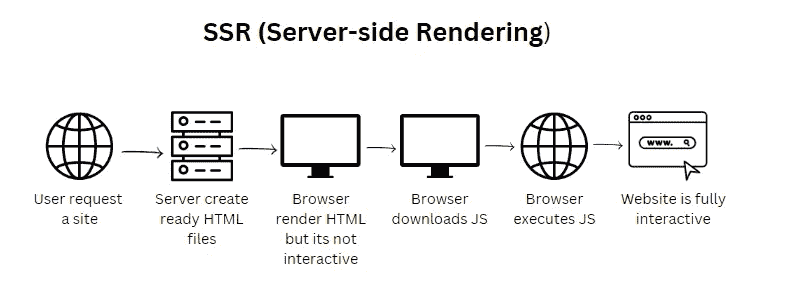 SSR (Server-side Rendering)
User request
a site
Server create
ready HTML
files
Browser
render HTML
but its not
interactive
Browser
downloads JS
Browser
executes JS
www.
Website is fully
interactive